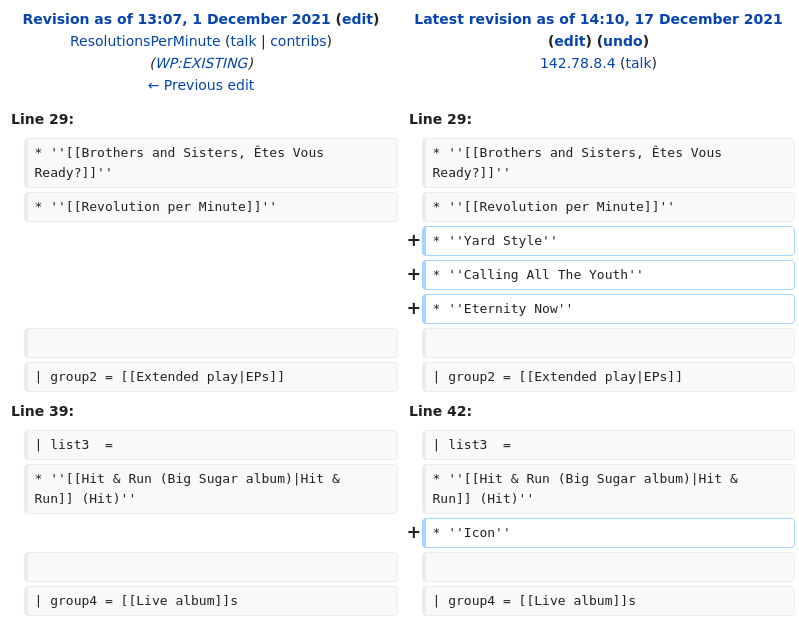 Revision as of 13:07, 1 December 2021 (edit)
ResolutionsPerMinute (talk | contribs)
(WP:EXISTING)
← Previous edit
Latest revision as of 14:10, 17 December 2021
(edit) (undo)
142.78.8.4 (talk)
Line 29:
Line 29:
* ''[[Brothers and Sisters, Êtes Vous
Ready?]]''
* ''[[Brothers and Sisters, Êtes Vous
Ready?]]''
* ''[[Revolution per Minute]]''
* ''[[Revolution per Minute]]''
+ * ''Yard Style''
+ * ''Calling All The Youth''
+ * ''Eternity Now''
| group2 = [[Extended play|EPs]]
| group2 = [[Extended play|EPs]]
Line 39:
Line 42:
| list3  =
| list3  =
* ''[[Hit & Run (Big Sugar album)|Hit &
Run]] (Hit)''
* ''[[Hit & Run (Big Sugar album)|Hit &
Run]] (Hit)''
+ * ''Icon''
| group4 = [[Live album]]s
| group4 = [[Live album]]s